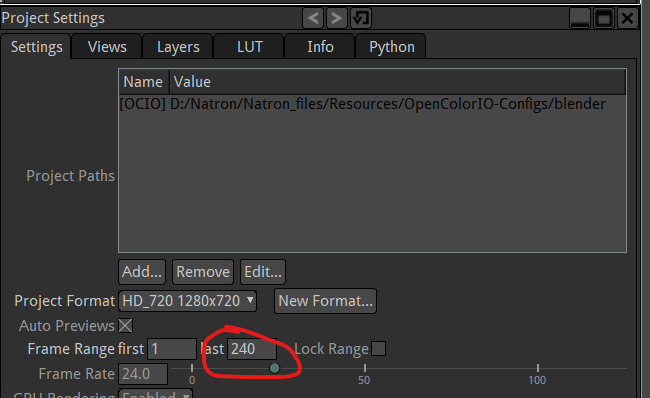 Project Settings
Settings Views Layers LUT Info Python
Name Value
[OCIO] D:/Natron/Natron_files/Resources/OpenColorIO-Configs/blender
Project Paths
Add... Remove Edit...
Project Format HD_720 1280x720 New Format...
Auto Previews
Frame Range first 1 last 240 Lock Range
Frame Rate 24.0 0 50 100
GPU Rendering Enabled